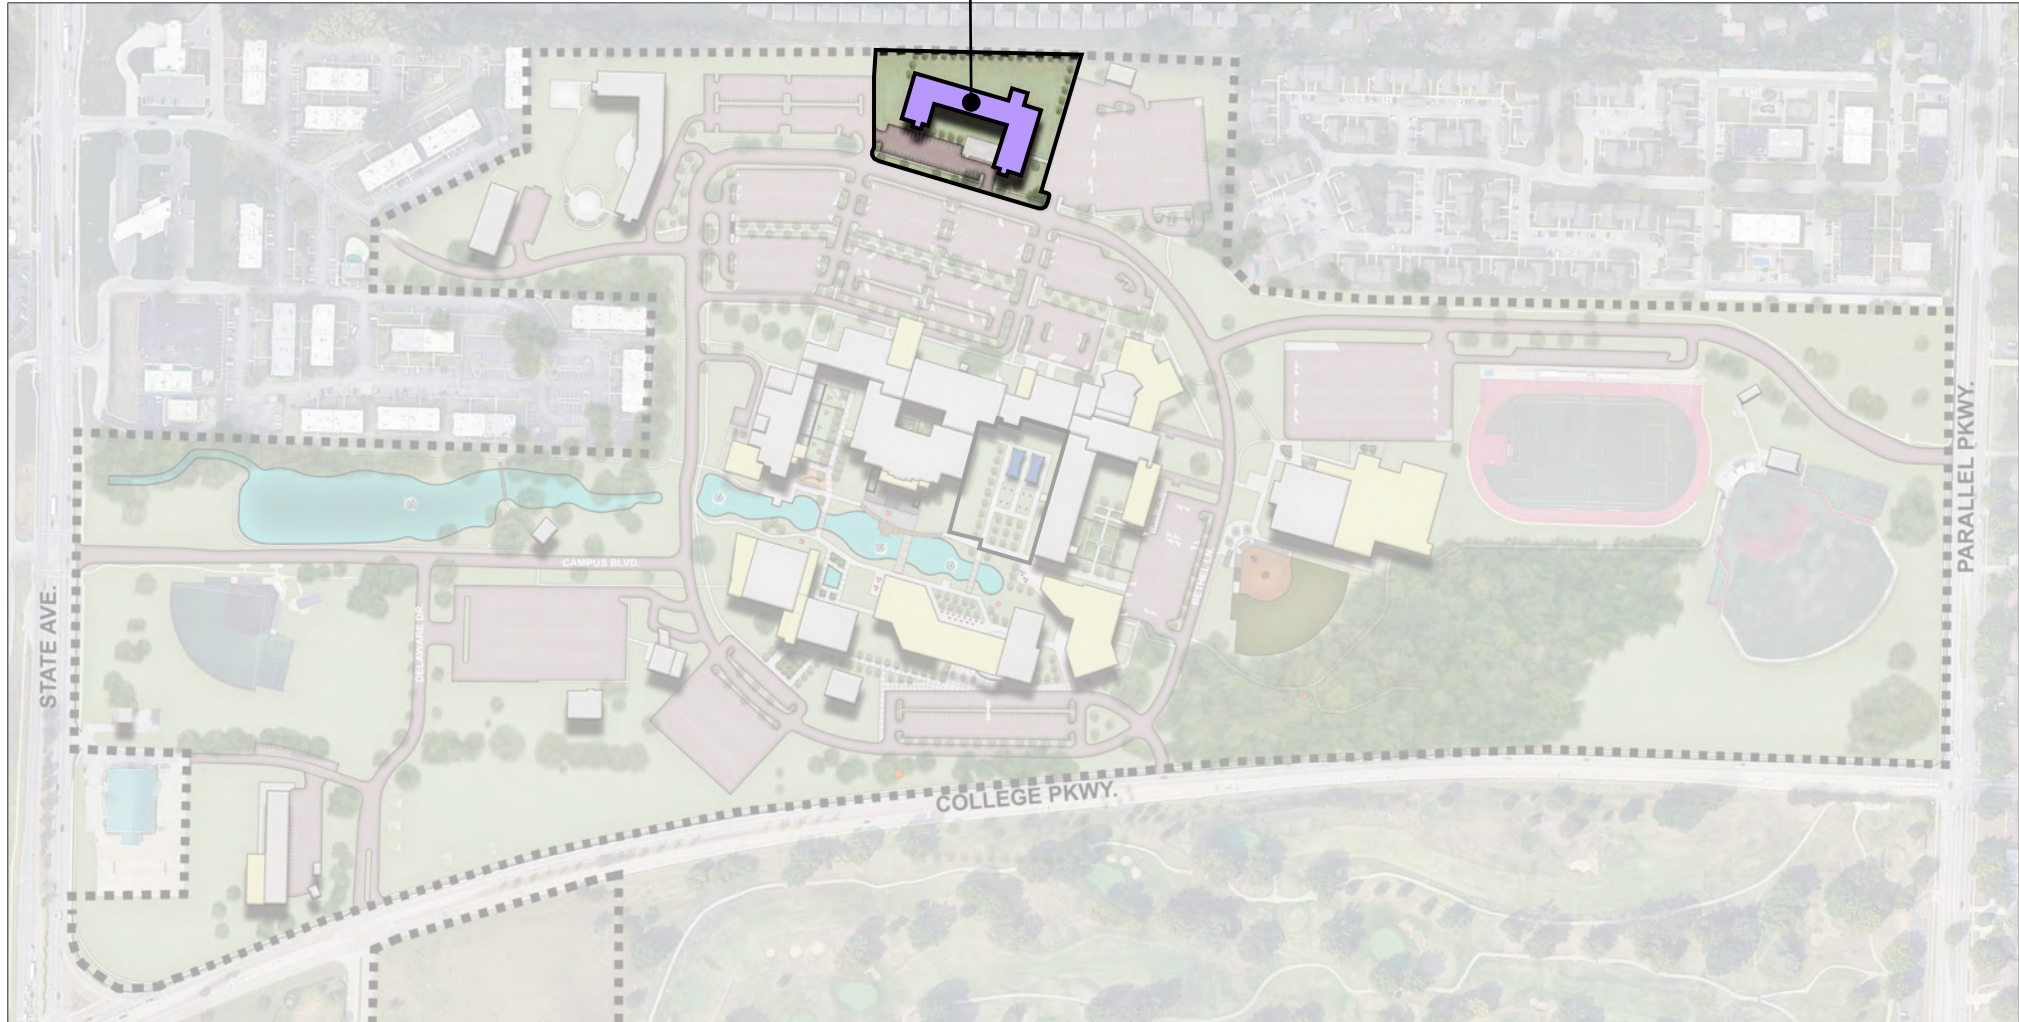 PARALLEL PKWY.
CAMPUS BLVD.
BETHEL LN.
STATE AVE.
DELAWARE DR.
COLLEGE PKWY.